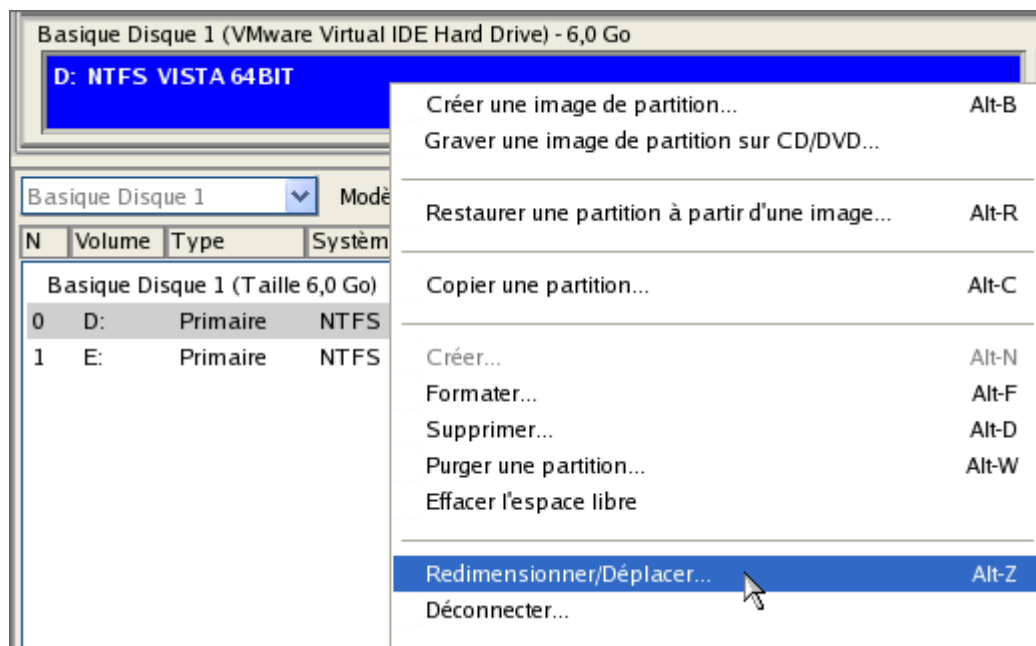 Basique Disque 1 (VMware Virtual IDE Hard Drive) - 6,0 Go
D: NTFS VISTA 64BIT
Créer une image de partition... Alt-B
Graver une image de partition sur CD/DVD...
Basique Disque 1 Modè
Restaurer une partition à partir d'une image... Alt-R
N Volume Type Systèm
Basique Disque 1 (Taille 6,0 Go)
Copier une partition... Alt-C
0 D: Primaire NTFS
1 E: Primaire NTFS
Créer... Alt-N
Formater... Alt-F
Supprimer... Alt-D
Purger une partition... Alt-W
Effacer l'espace libre
Redimensionner/Déplacer... Alt-Z
Déconnecter...